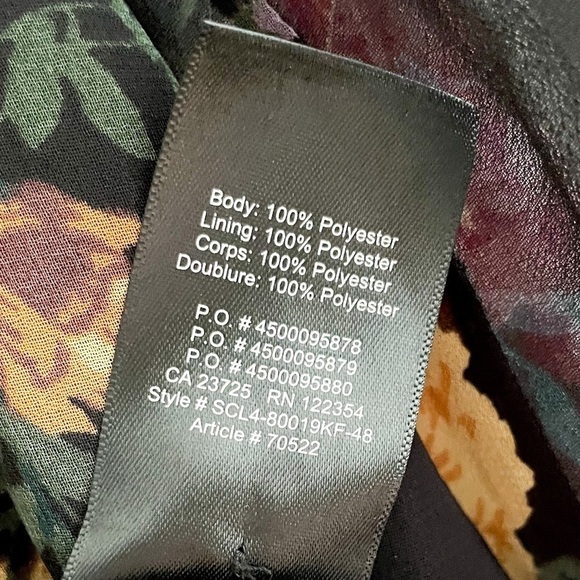 Body: 100% Polyester
Lining: 100% Polyester
Corps: 100% Polyester
Doublure: 100% Polyester
P.O. # 4500095878
P.O. # 4500095879
P.O. # 4500095880
CA 23725 RN 122354
Style # SCL4-80019KF-48
Article # 70522